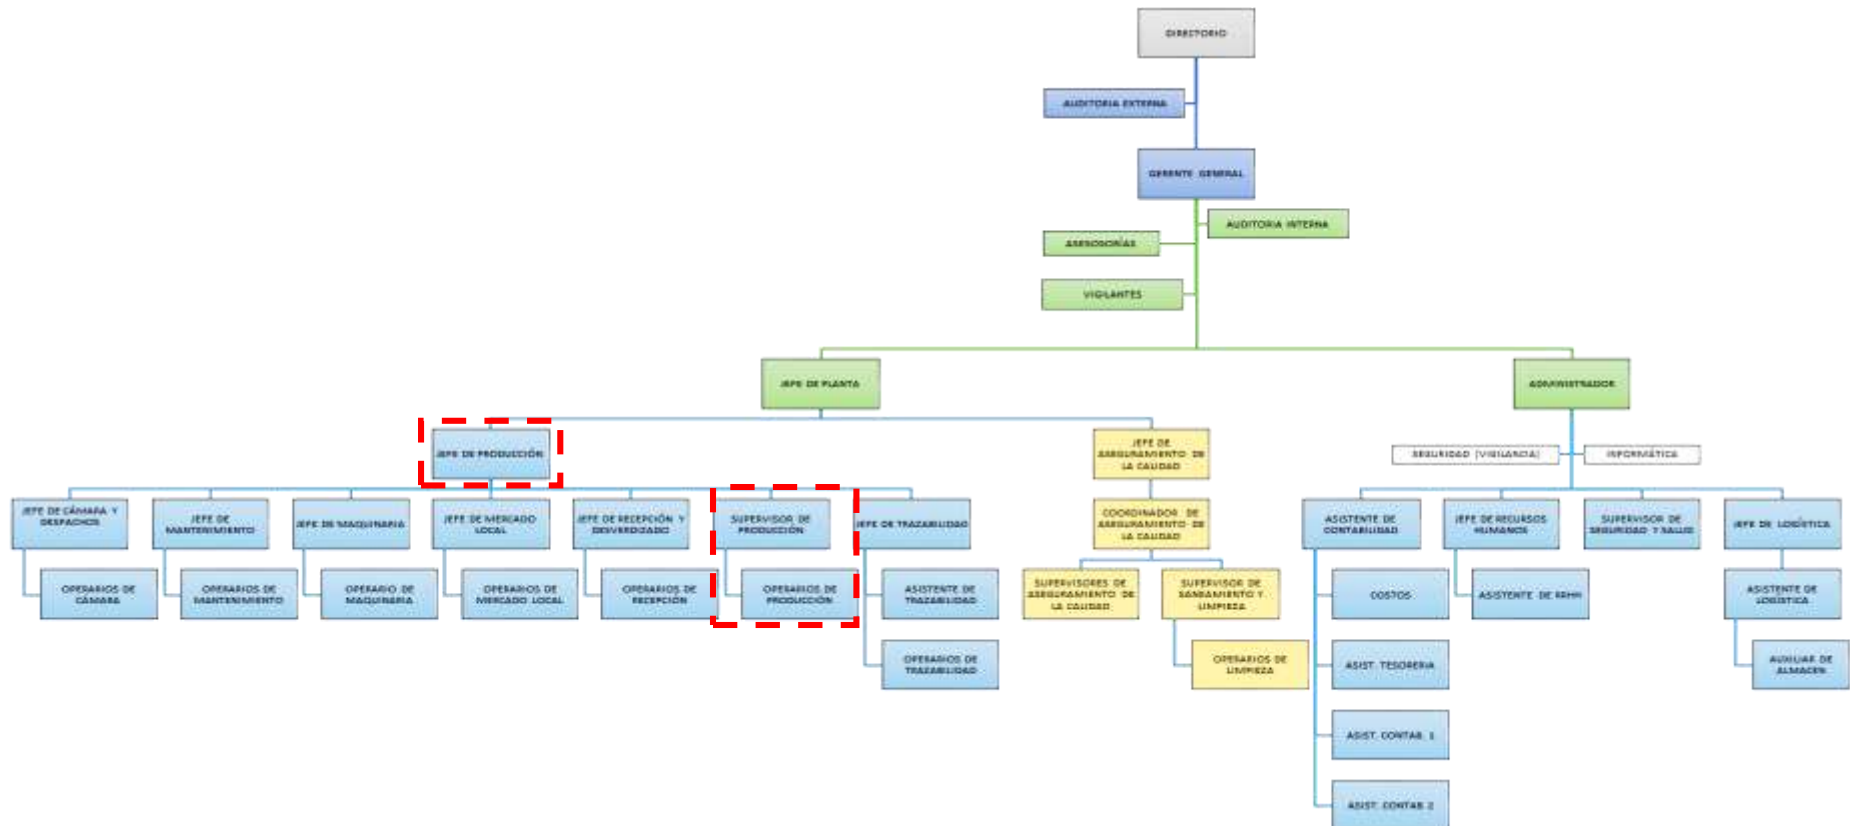 DIRECTORIO
AUDITORIA EXTERNA
GERENTE GENERAL
AUDITORIA INTERNA
ASESOSORÍAS
VIGILANTES
JEFE DE PLANTA
ADMINISTRADOR
JEFE DE PRODUCCIÓN
JEFE DE
ASEGURAMIENTO DE
LA CALIDAD
SEGURIDAD (VIGILANCIA)
INFORMÁTICA
JEFE DE CÁMARA Y
DESPACHOS
JEFE DE
MANTENIMIENTO
JEFE DE MAQUINARIA
JEFE DE MERCADO
LOCAL
JEFE DE RECEPCIÓN Y
DESVERDIZADO
SUPERVISOR DE
PRODUCCIÓN
JEFE DE TRAZABILIDAD
COORDINADOR DE
ASEGURAMIENTO DE
LA CALIDAD
ASISTENTE DE
CONTABILIDAD
JEFE DE RECURSOS
HUMANOS
SUPERVISOR DE
SEGURIDAD Y SALUD
JEFE DE LOGÍSTICA
OPERARIOS DE
CÁMARA
OPERARIOS DE
MANTENIMIENTO
OPERARIO DE
MAQUINARIA
OPERARIOS DE
MERCADO LOCAL
OPERARIOS DE
RECEPCIÓN
OPERARIOS DE
PRODUCCIÓN
ASISTENTE DE
TRAZABILIDAD
SUPERVISORES DE
ASEGURAMIENTO DE
LA CALIDAD
SUPERVISOR DE
SANEAMIENTO Y
LIMPIEZA
COSTOS
ASISTENTE DE RRHH
ASISTENTE DE
LOGÍSTICA
OPERARIOS DE
TRAZABILIDAD
OPERARIOS DE
LIMPIEZA
ASIST. TESORERIA
AUXILIAR DE
ALMACEN
ASIST. CONTAB. 1
ASIST. CONTAB. 2